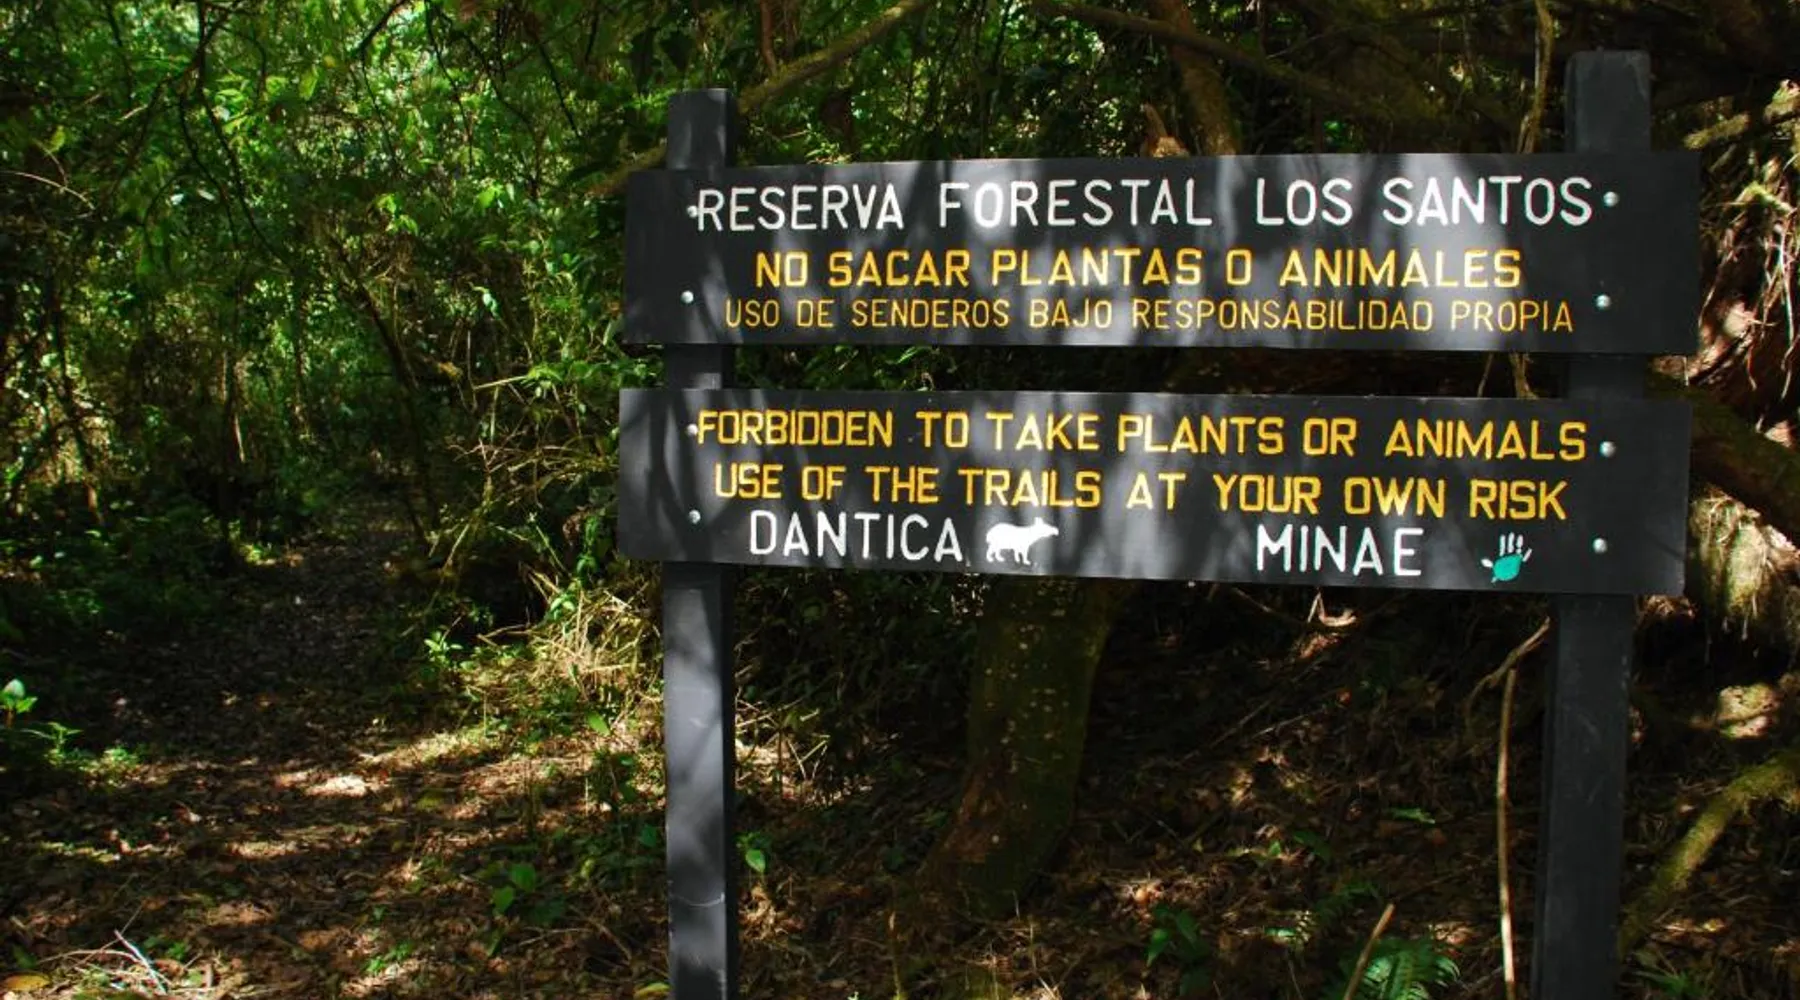 RESERVA FORESTAL LOS SANTOS
NO SACAR PLANTAS O ANIMALES
USO DE SENDEROS BAJO RESPONSABILIDAD PROPIA
FORBIDDEN TO TAKE PLANTS OR ANIMALS
USE OF THE TRAILS AT YOUR OWN RISK
DANTICA MINAE